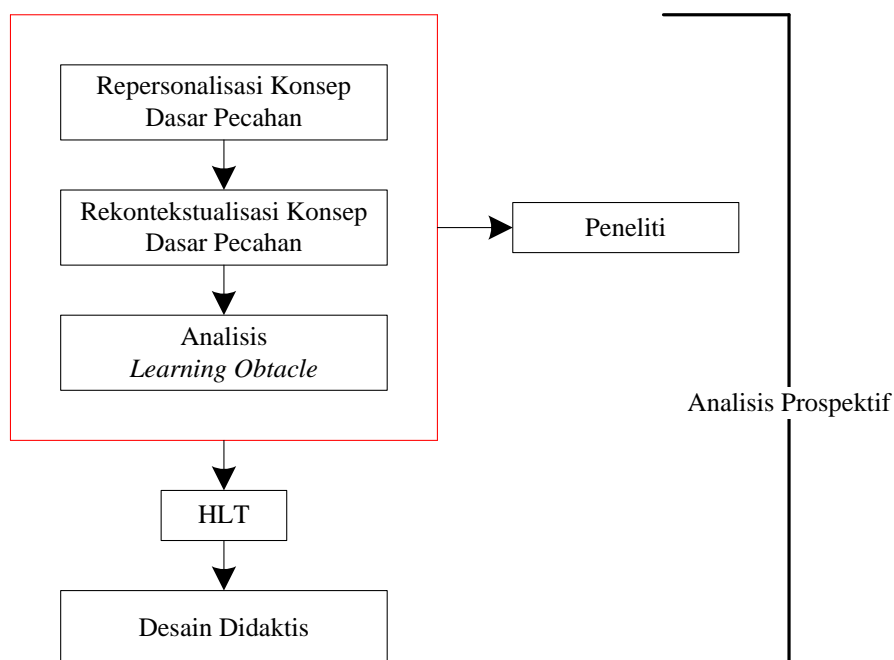 Repersonalisasi Konsep
Dasar Pecahan
Rekontekstualisasi Konsep
Dasar Pecahan
Peneliti
Analisis
Learning Obtacle
Analisis Prospektif
HLT
Desain Didaktis